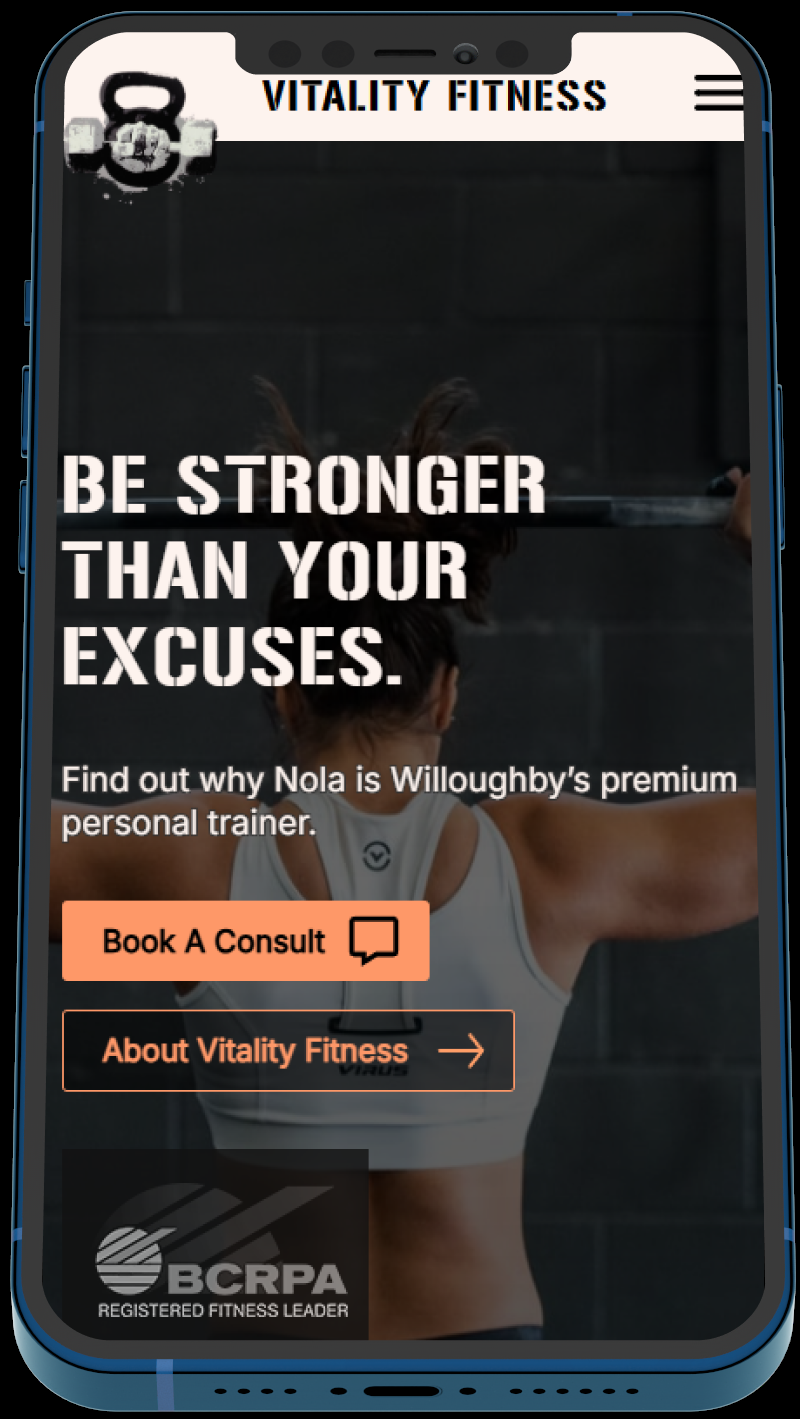 VITALITY FITNESS
BE STRONGER
THAN YOUR
EXCUSES.
Find out why Nola is Willoughby's premium
personal trainer.
Book A Consult
About Vitality Fitness
VIRUS
BCRPA
REGISTERED FITNESS LEADER